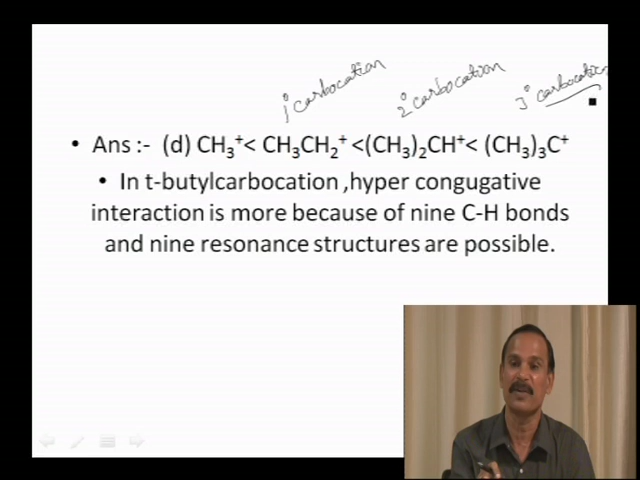 1° carbocation 2° carbocation 3° carbocation
• Ans :- (d) CH₃⁺< CH₃CH₂⁺ <(CH₃)₂CH⁺< (CH₃)₃C⁺
• In t-butylcarbocation ,hyper congugative
interaction is more because of nine C-H bonds
and nine resonance structures are possible.